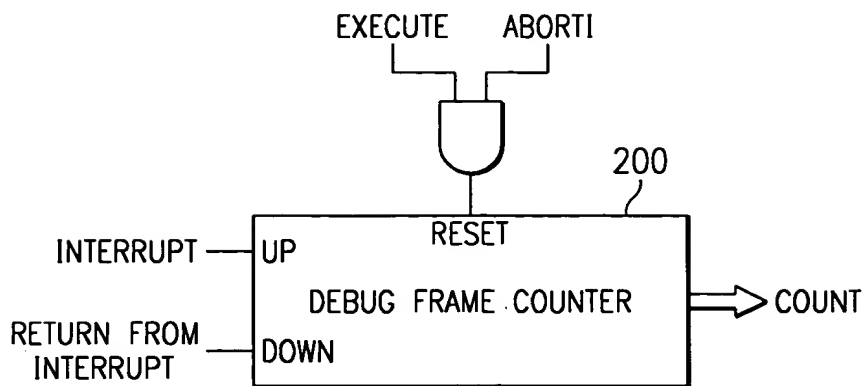 EXECUTE ABORTI
200
RESET
INTERRUPT UP
DEBUG FRAME COUNTER
COUNT
RETURN FROM
INTERRUPT
DOWN